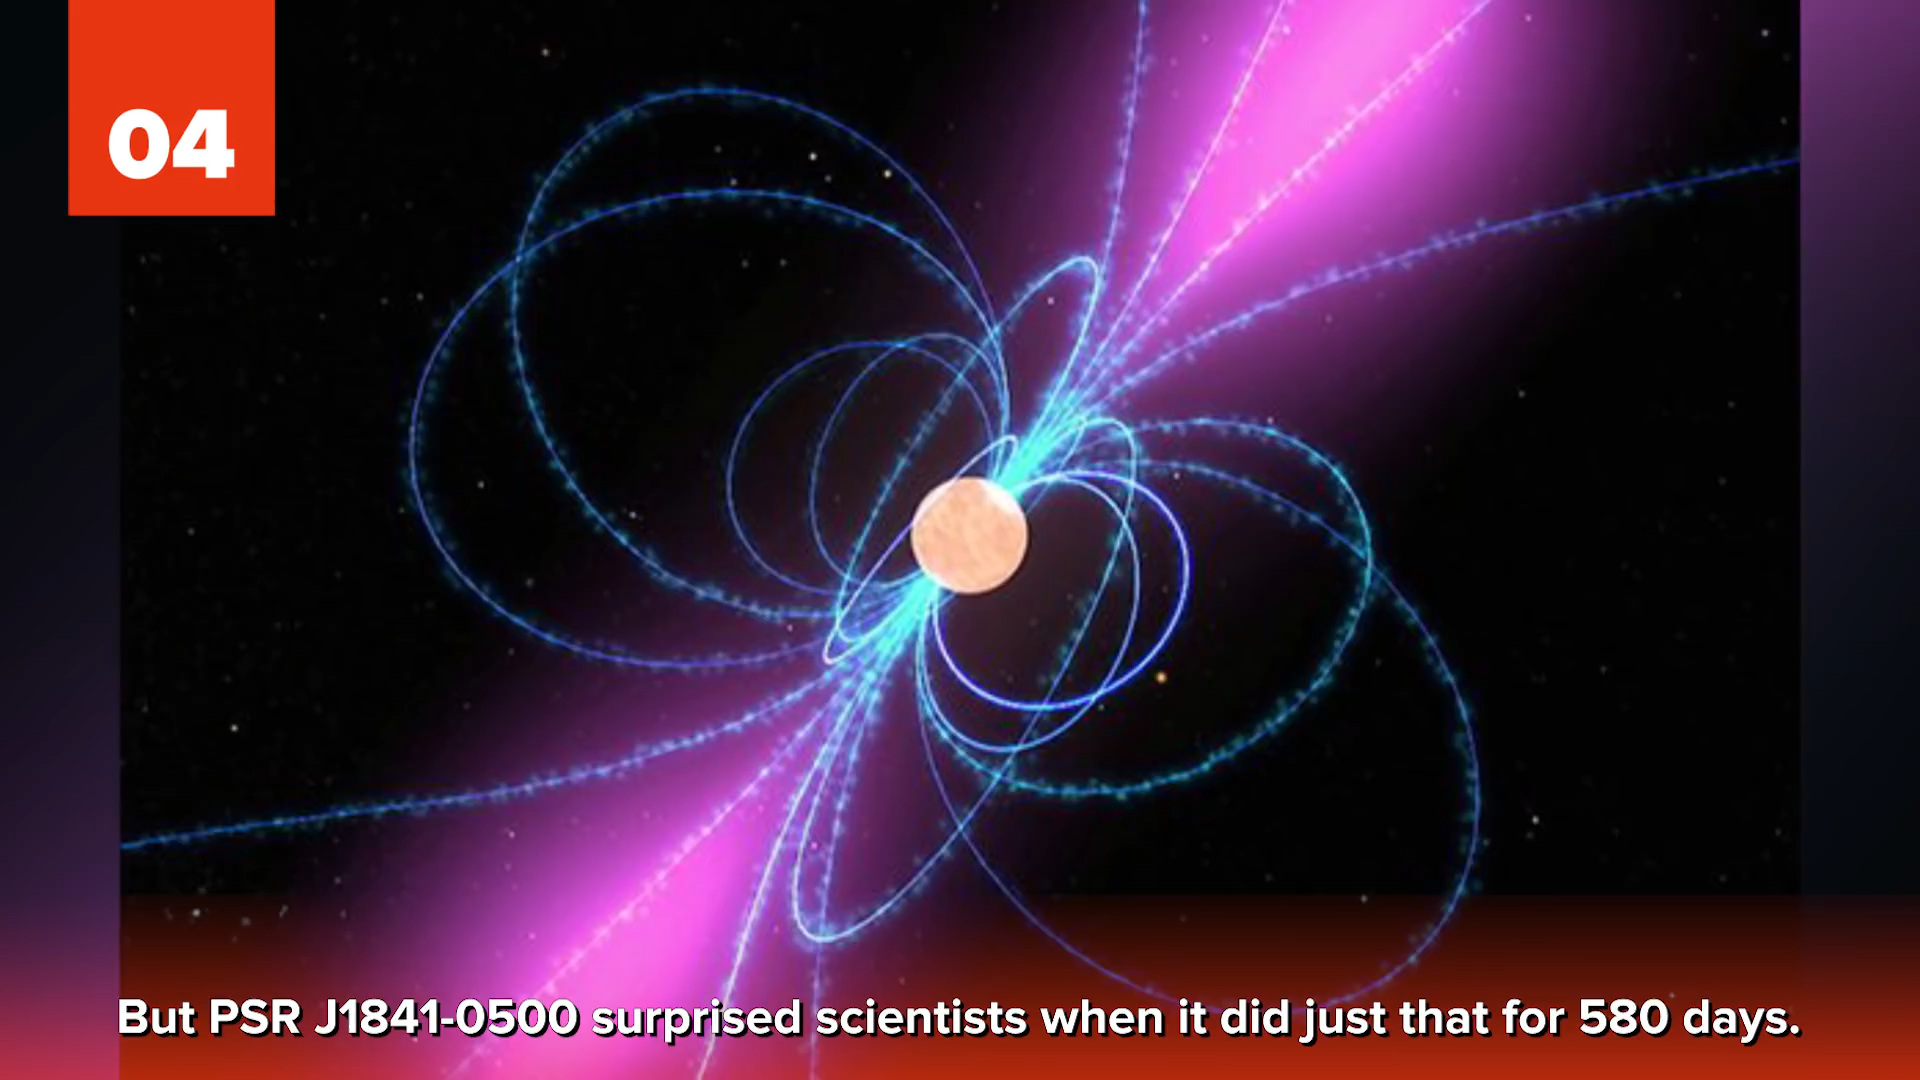 04
But PSR J1841-0500 surprised scientists when it did just that for 580 days.